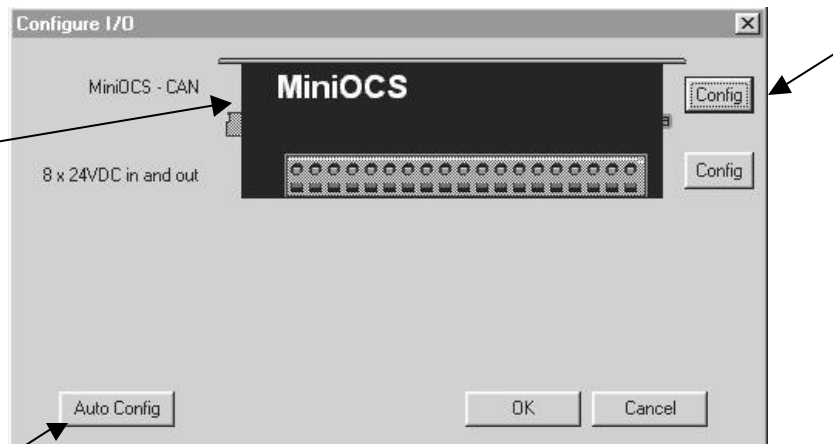 Configure I/O
MiniOCS - CAN
MiniOCS
Config
8 x 24VDC in and out
Config
Auto Config
OK
Cancel